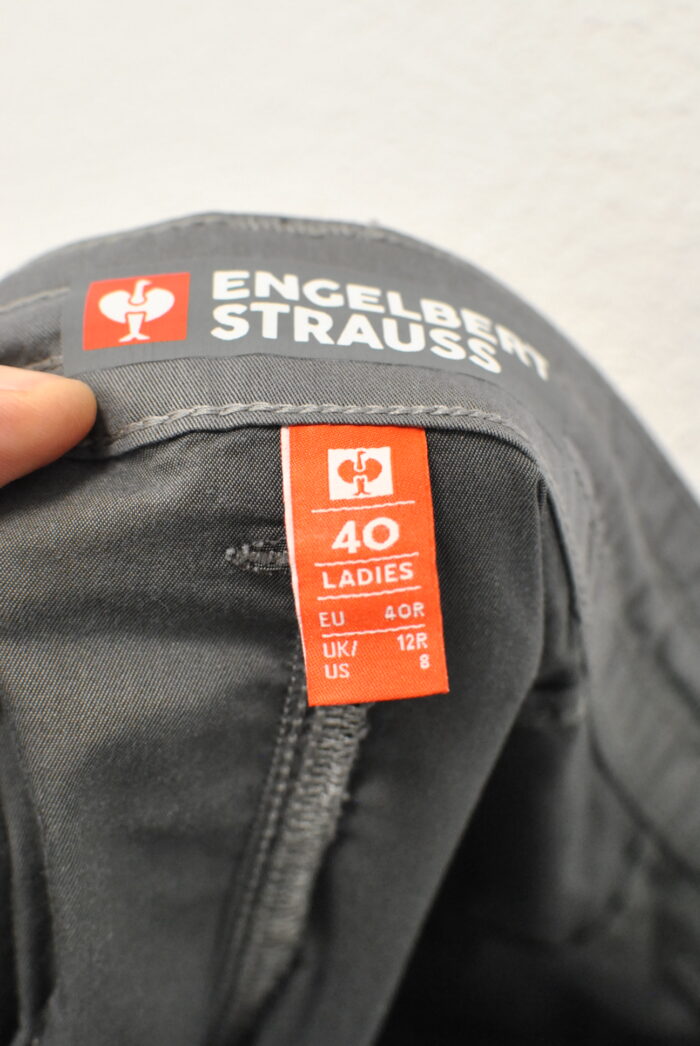 ENGELBERT
STRAUSS
40
LADIES
EU 40R
UK/ 12R
US 8